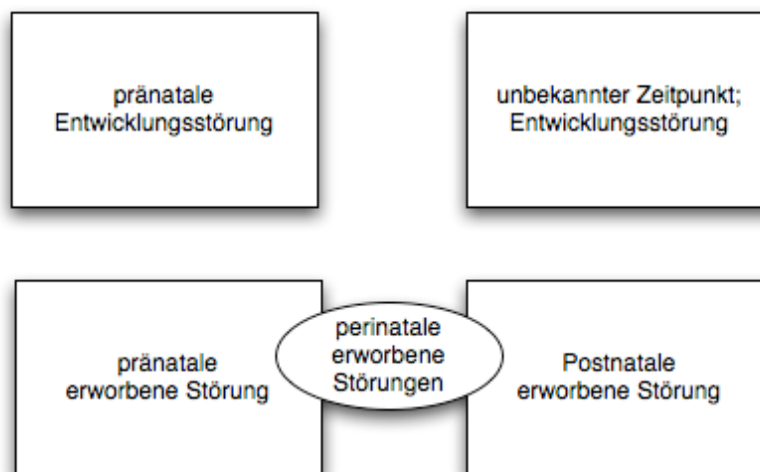 pränatale
Entwicklungsstörung
unbekannter Zeitpunkt;
Entwicklungsstörung
pränatale
erworbene Störung
perinatale
erworbene
Störungen
Postnatale
erworbene Störung